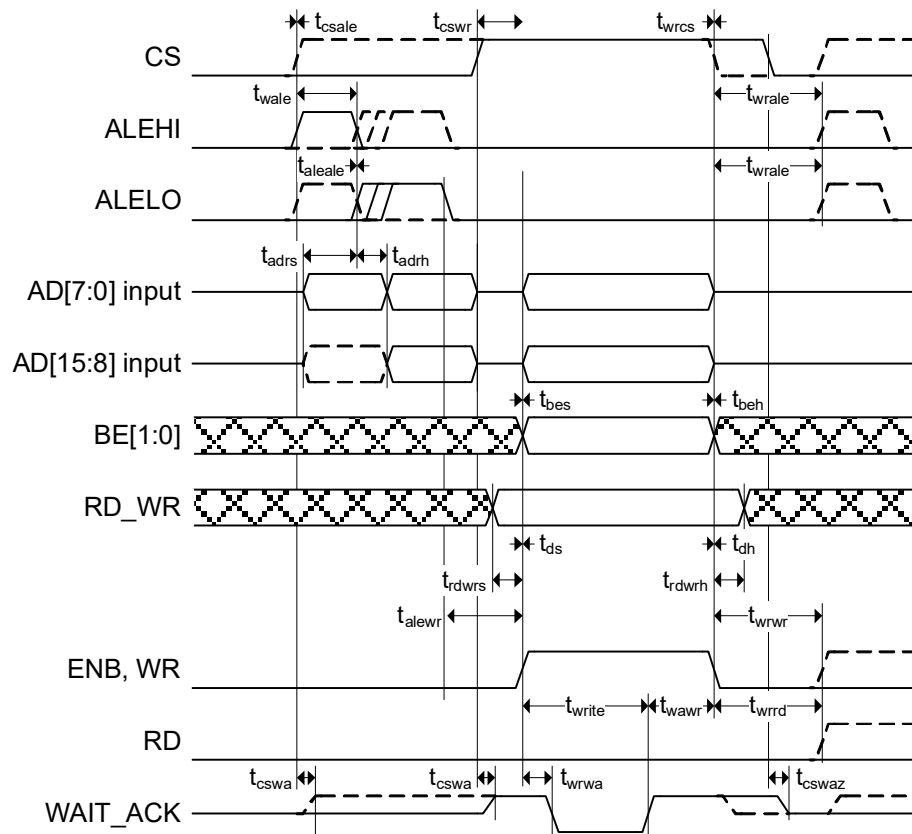 t_csale t_cswr t_wrcs
CS
t_wale t_wrale
ALEHI
t_aleale t_wrale
ALELO
t_adrs t_adrh
AD[7:0] input
AD[15:8] input
t_bes t_beh
BE[1:0]
RD_WR
t_ds t_dh
t_rdwrs t_rdwrh
t_alewr t_wrwr
ENB, WR
t_write t_wawr t_wrrd
RD
t_cswa t_cswa t_wrwa t_cswaz
WAIT_ACK